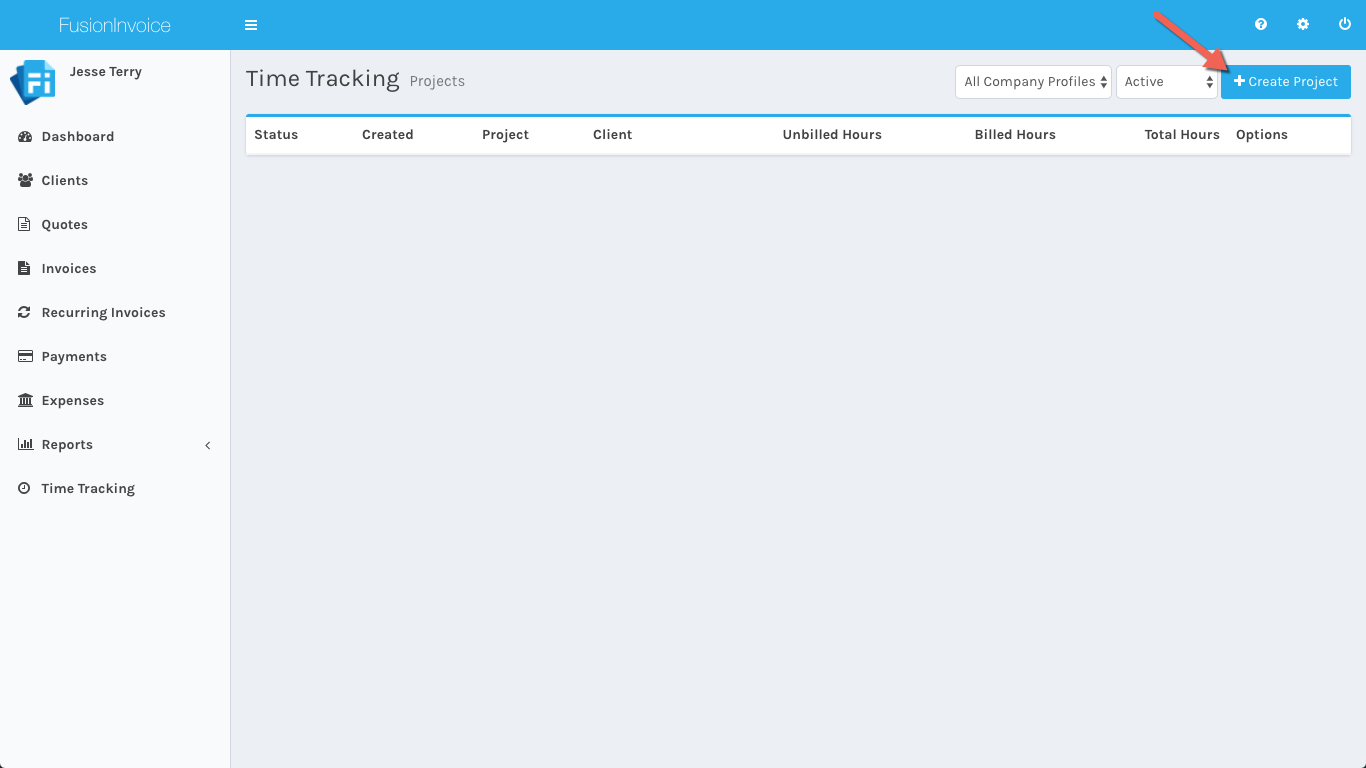 FusionInvoice
Fi
Jesse Terry
Dashboard
Clients
Quotes
Invoices
Recurring Invoices
Payments
Expenses
Reports
Time Tracking
Time Tracking Projects
All Company Profiles Active + Create Project
Status Created Project Client Unbilled Hours Billed Hours Total Hours Options